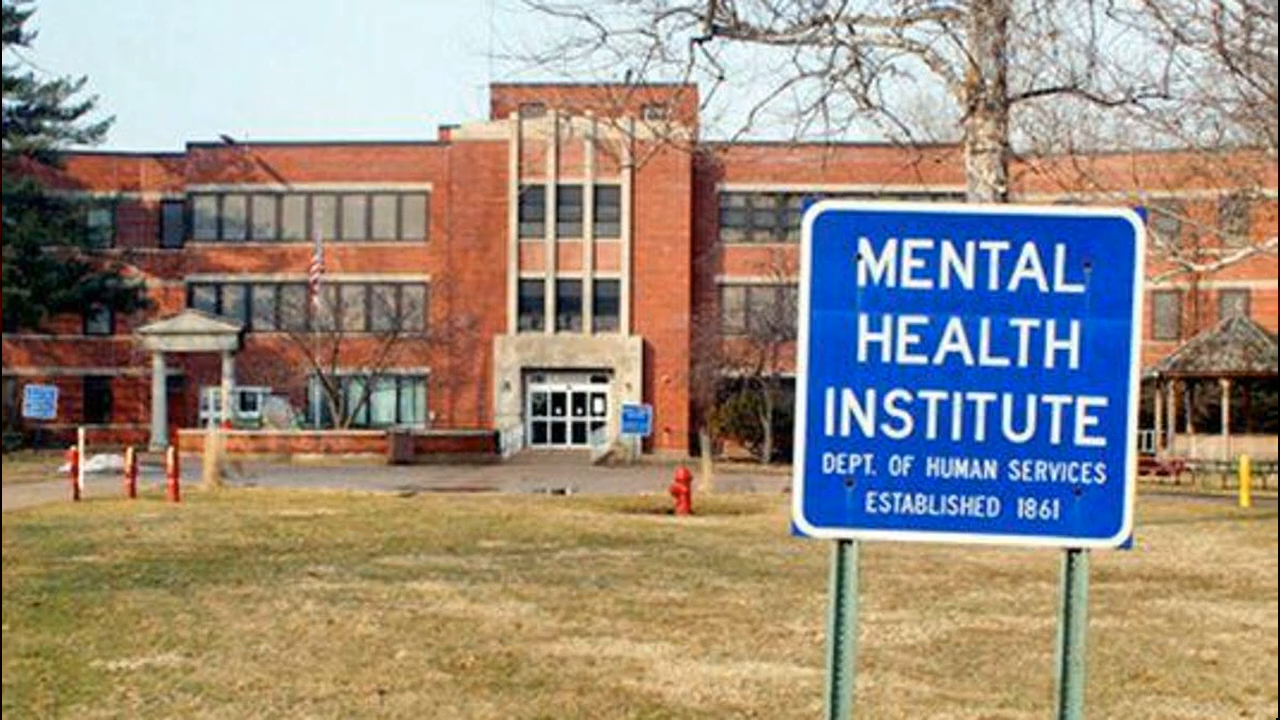 MENTAL
HEALTH
INSTITUTE
DEPT. OF HUMAN SERVICES
ESTABLISHED 1861